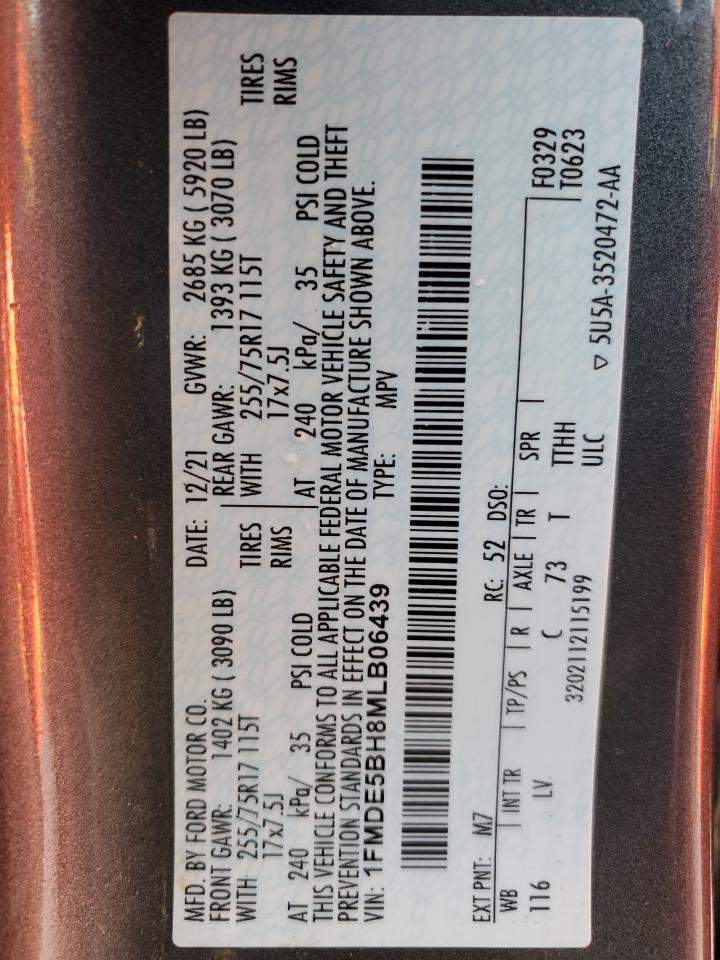 MFD. BY FORD MOTOR CO. DATE: 12/21 GVWR: 2685 KG ( 5920 LB)
FRONT GAWR: 1402 KG ( 3090 LB) REAR GAWR: 1393 KG ( 3070 LB)
WITH 255/75R17 115T TIRES WITH 255/75R17 115T TIRES
17x7.5J RIMS 17x7.5J RIMS
AT 240 kPa/ 35 PSI COLD AT 240 kPa/ 35 PSI COLD
THIS VEHICLE CONFORMS TO ALL APPLICABLE FEDERAL MOTOR VEHICLE SAFETY AND THEFT
PREVENTION STANDARDS IN EFFECT ON THE DATE OF MANUFACTURE SHOWN ABOVE.
VIN: 1FMDE5BH8MLB06439 TYPE: MPV
EXT PNT: M7 RC: 52 DSO:
WB INT TR TP/PS R AXLE TR SPR F0329
116 LV C 73 T TTHH T0623
3202112115199 ULC ▽ 5U5A-3520472-AA